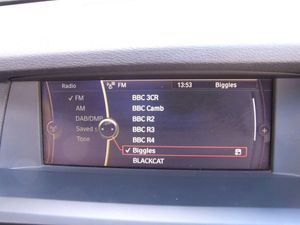 Radio
FM
13:53
Biggles
FM
AM
DAB/DMP
Saved s
Tone
BBC 3CR
BBC Camb
BBC R2
BBC R3
BBC R4
Biggles
BLACKCAT